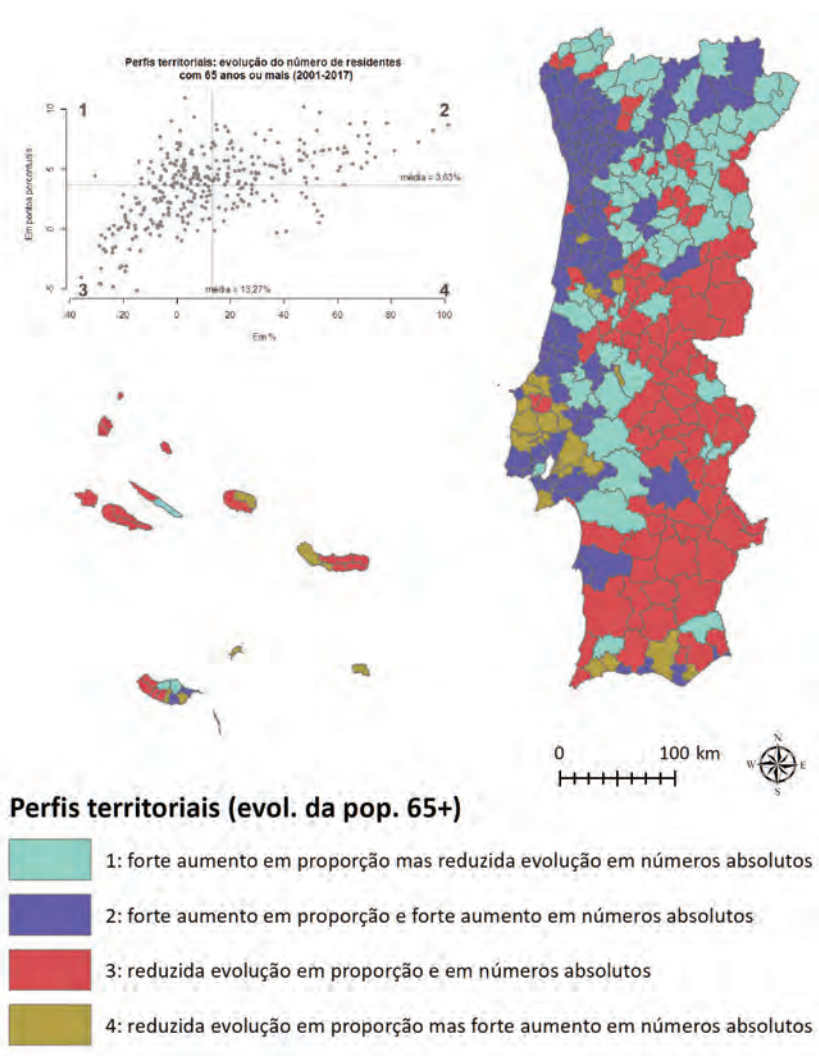 Perfis territoriais: evolução do número de residentes
com 65 anos ou mais (2001-2017)
1
2
10
5
0
-5
Em pontos percentuais
média = 3,63%
média = 13,27%
3
4
-40
-20
0
20
40
60
80
100
Em %
0
100 km
N
W
E
S
Perfis territoriais (evol. da pop. 65+)
1: forte aumento em proporção mas reduzida evolução em números absolutos
2: forte aumento em proporção e forte aumento em números absolutos
3: reduzida evolução em proporção e em números absolutos
4: reduzida evolução em proporção mas forte aumento em números absolutos